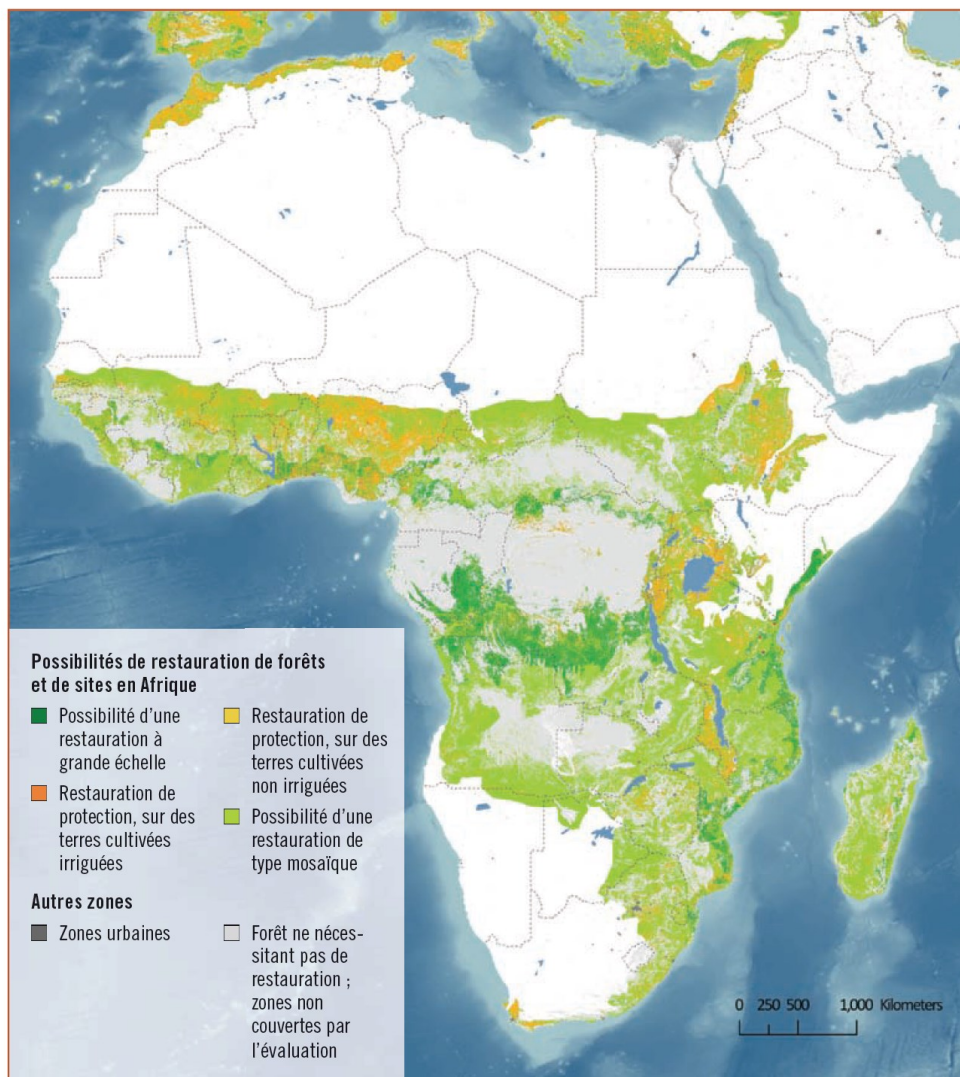 Possibilités de restauration de forêts
et de sites en Afrique
Possibilité d'une
restauration à
grande échelle
Restauration de
protection, sur des
terres cultivées
irriguées
Restauration de
protection, sur des
terres cultivées
non irriguées
Possibilité d'une
restauration de
type mosaïque
Autres zones
Zones urbaines
Forêt ne néces-
sitant pas de
restauration ;
zones non
couvertes par
l'évaluation
0 250 500 1,000 Kilometers